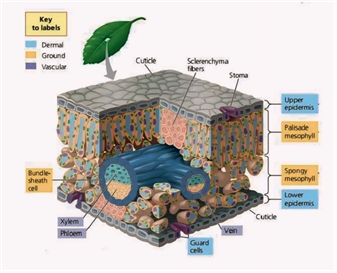 Key
to labels
Dermal
Ground
Vascular
Cuticle
Sclerenchyma
fibers
Stoma
Upper
epidermis
Palisade
mesophyll
Spongy
mesophyll
Lower
epidermis
Bundle-
sheath
cell
Xylem
Phloem
Guard
cells
Vein
Cuticle